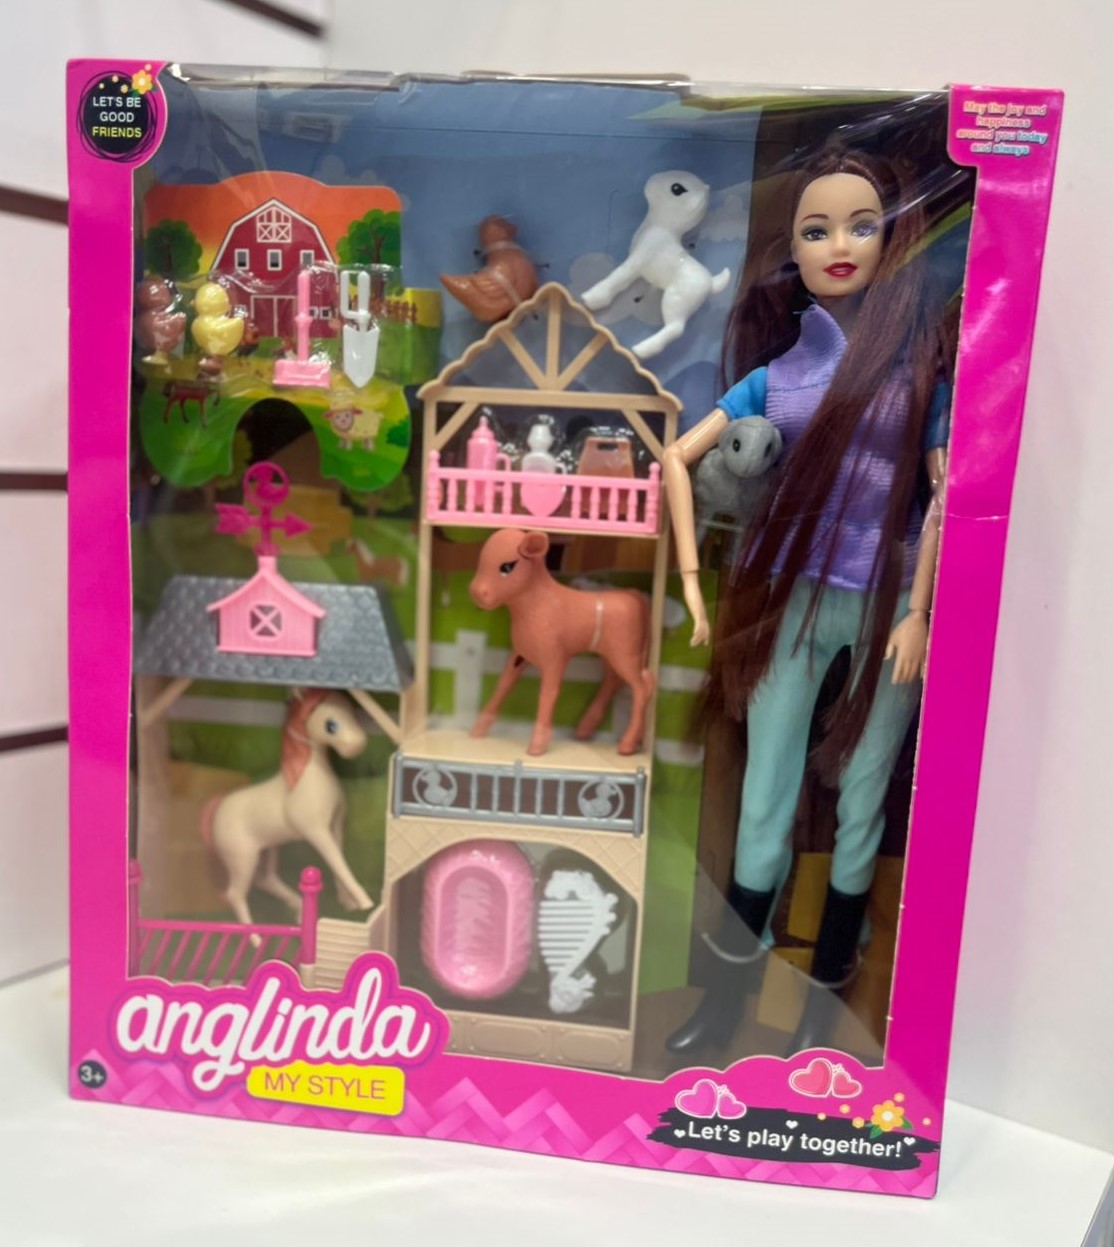 LET'S BE
GOOD
FRIENDS
May the joy and
happiness
around you today
and always
anglinda
MY STYLE
3+
Let's play together!